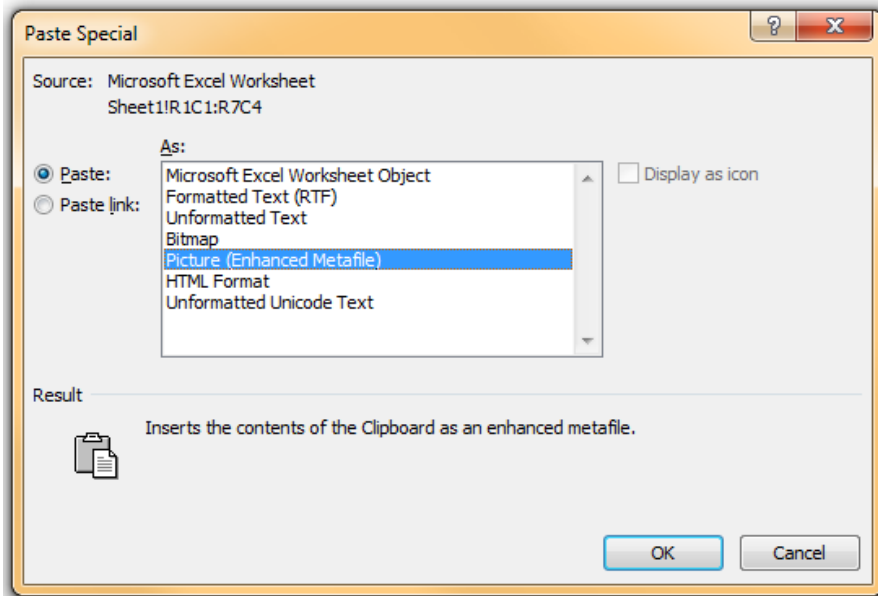 Paste Special
?
X
Source: Microsoft Excel Worksheet
Sheet1!R1C1:R7C4
As:
Paste:
Paste link:
Microsoft Excel Worksheet Object
Formatted Text (RTF)
Unformatted Text
Bitmap
Picture (Enhanced Metafile)
HTML Format
Unformatted Unicode Text
Display as icon
Result
Inserts the contents of the Clipboard as an enhanced metafile.
OK
Cancel